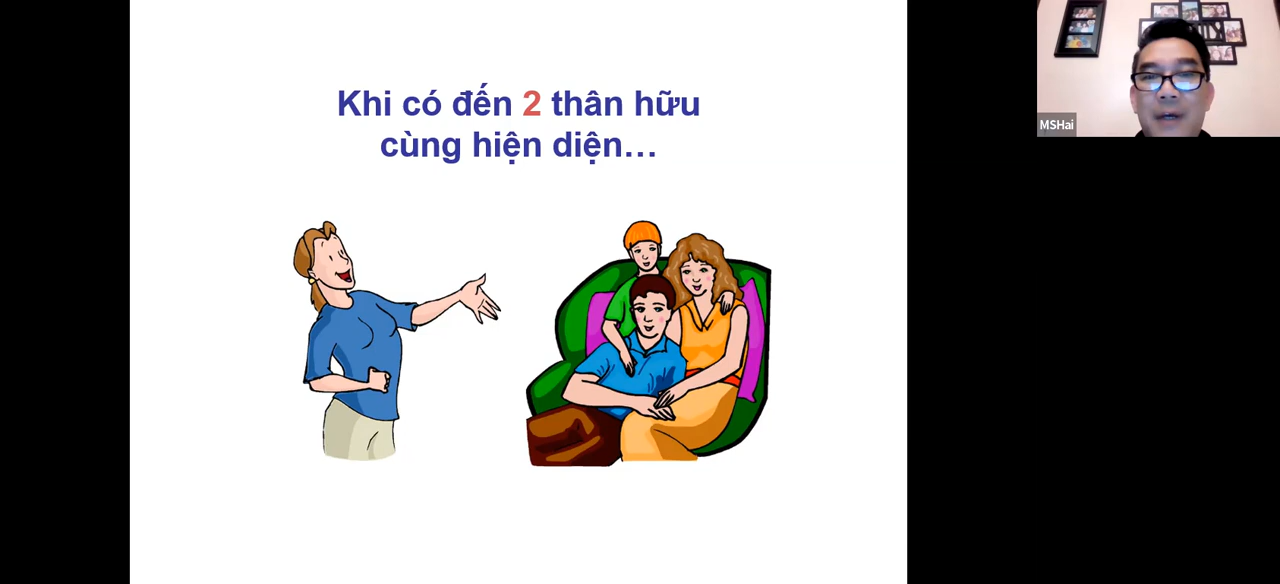 Khi có đến 2 thân hữu
cùng hiện diện…
MSHai